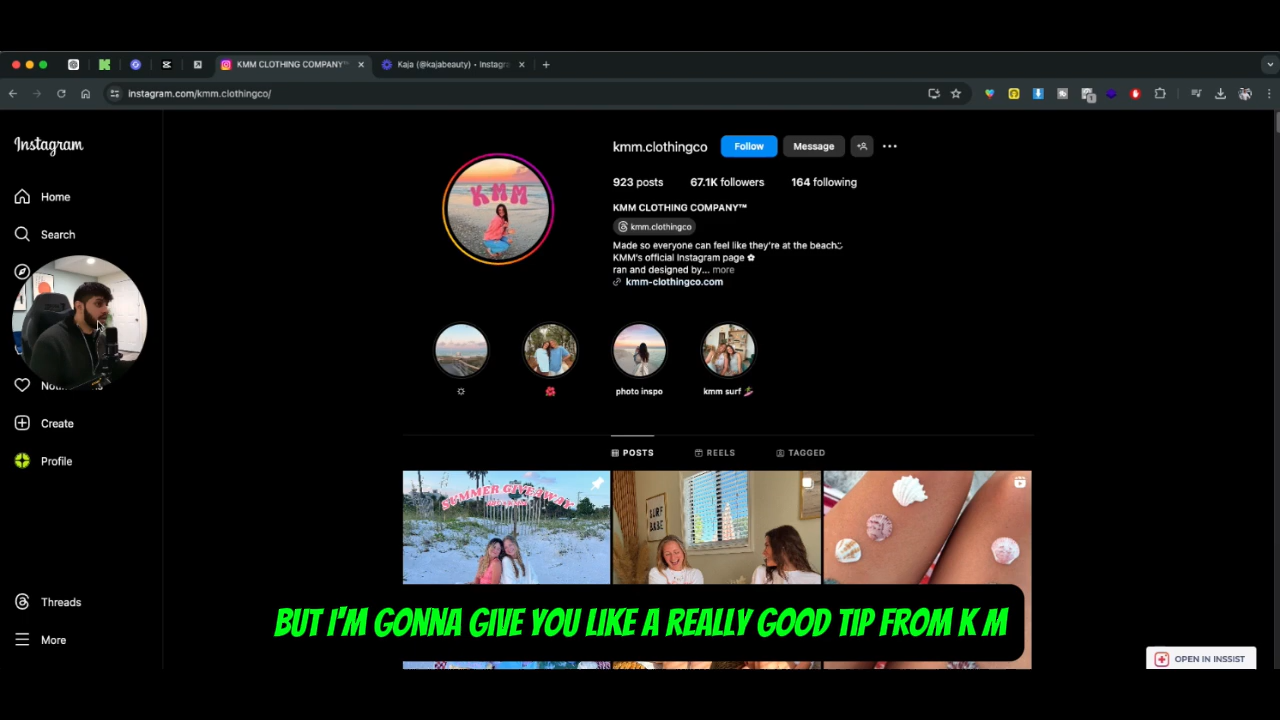 KMM CLOTHING COMPANY™
Kaja (@kajabeauty) • Instagr
instagram.com/kmm.clothingco/
Instagram
kmm.clothingco
Follow
Message
923 posts
67.1K followers
164 following
KMM CLOTHING COMPANY™
kmm.clothingco
Made so everyone can feel like they're at the beach
KMM's official Instagram page ✿
ran and designed by... more
kmm-clothingco.com
KMM
Home
Search
Create
Profile
Threads
More
photo inspo
kmm surf
POSTS
REELS
TAGGED
SUMMER GIVEAWAY
SURF
BABE
BUT I'M GONNA GIVE YOU LIKE A REALLY GOOD TIP FROM K M
OPEN IN INSSIST